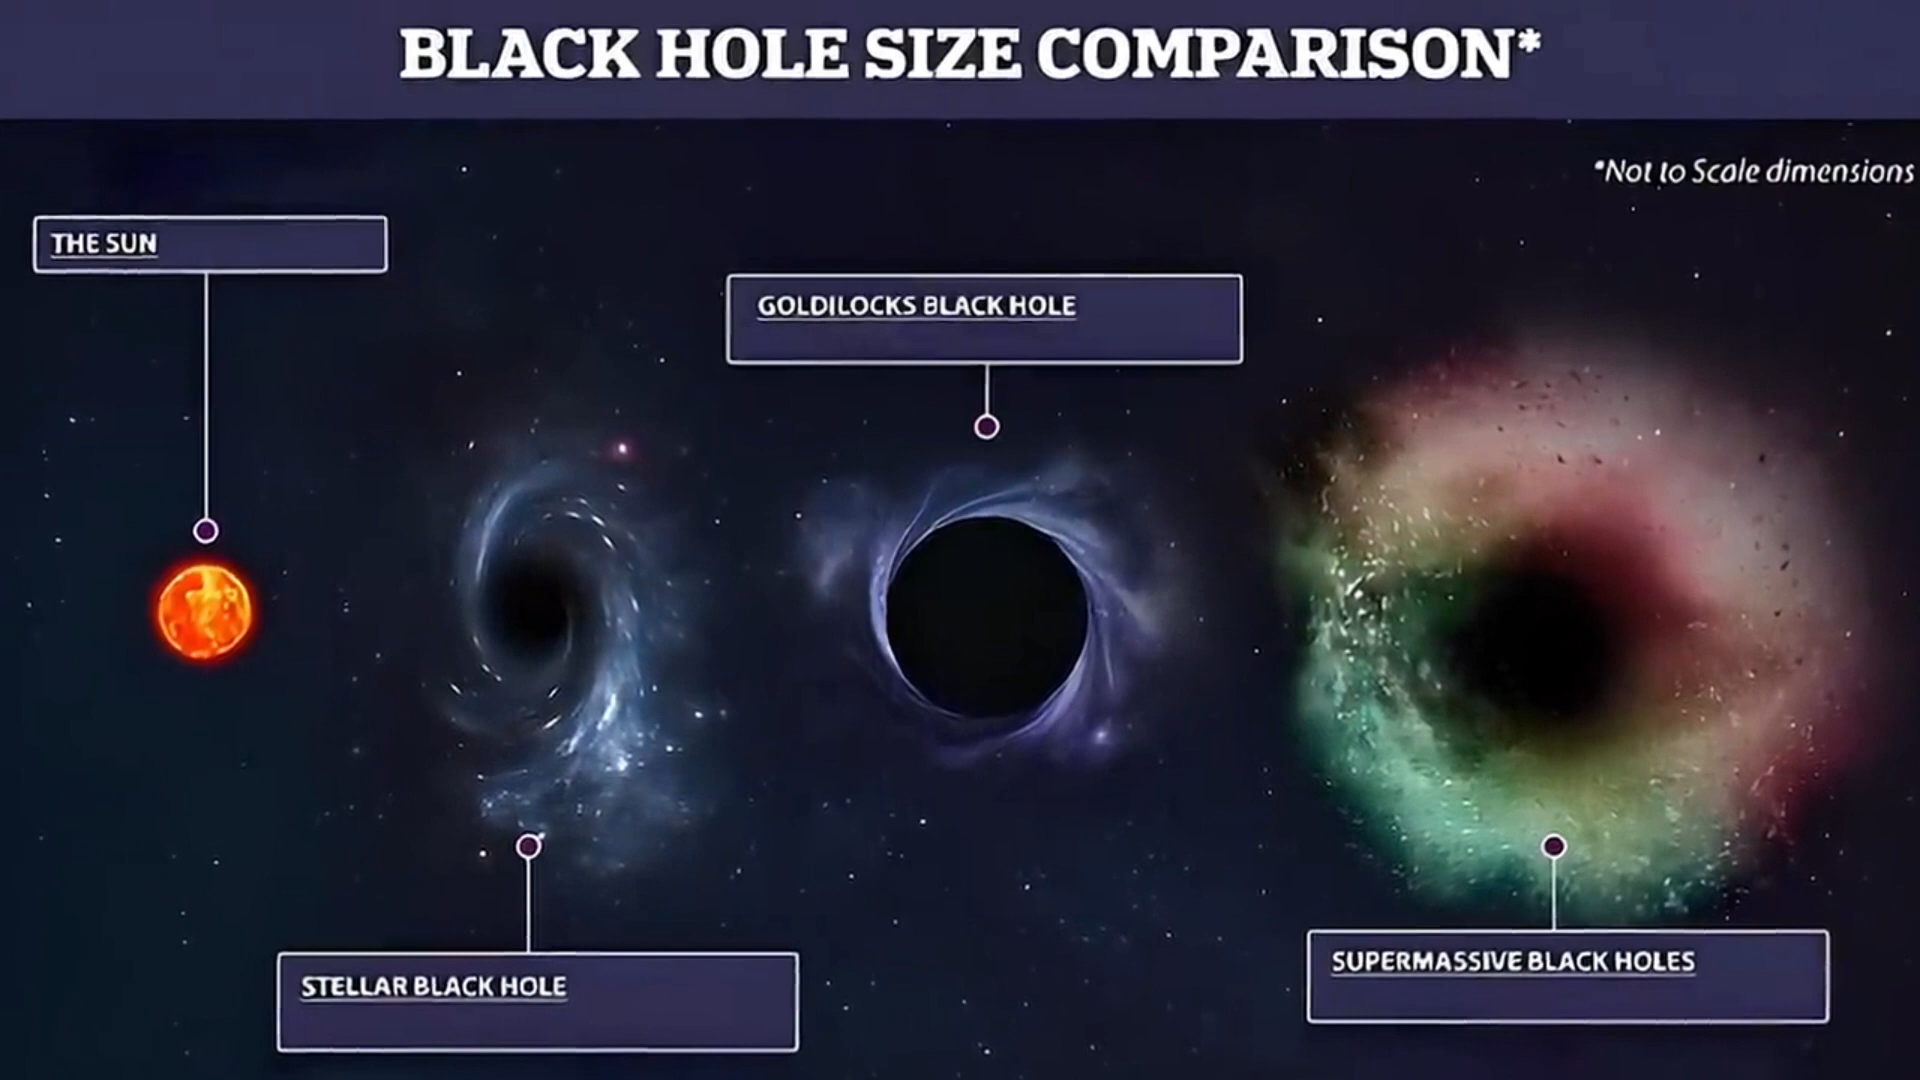 BLACK HOLE SIZE COMPARISON*
*Not to Scale dimensions
THE SUN
GOLDILOCKS BLACK HOLE
STELLAR BLACK HOLE
SUPERMASSIVE BLACK HOLES